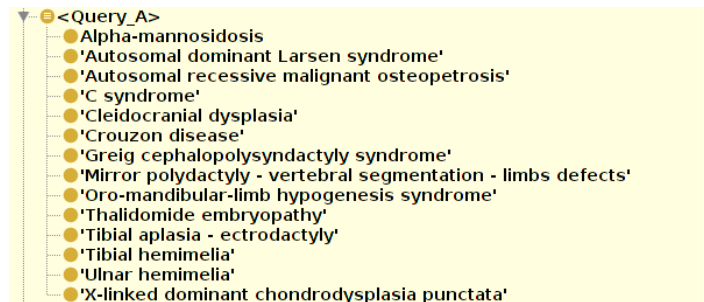 <Query_A>
Alpha-mannosidosis
'Autosomal dominant Larsen syndrome'
'Autosomal recessive malignant osteopetrosis'
'C syndrome'
'Cleidocranial dysplasia'
'Crouzon disease'
'Greig cephalopolysyndactyly syndrome'
'Mirror polydactyly - vertebral segmentation - limbs defects'
'Oro-mandibular-limb hypogenesis syndrome'
'Thalidomide embryopathy'
'Tibial aplasia - ectrodactyly'
'Tibial hemimelia'
'Ulnar hemimelia'
'X-linked dominant chondrodysplasia punctata'